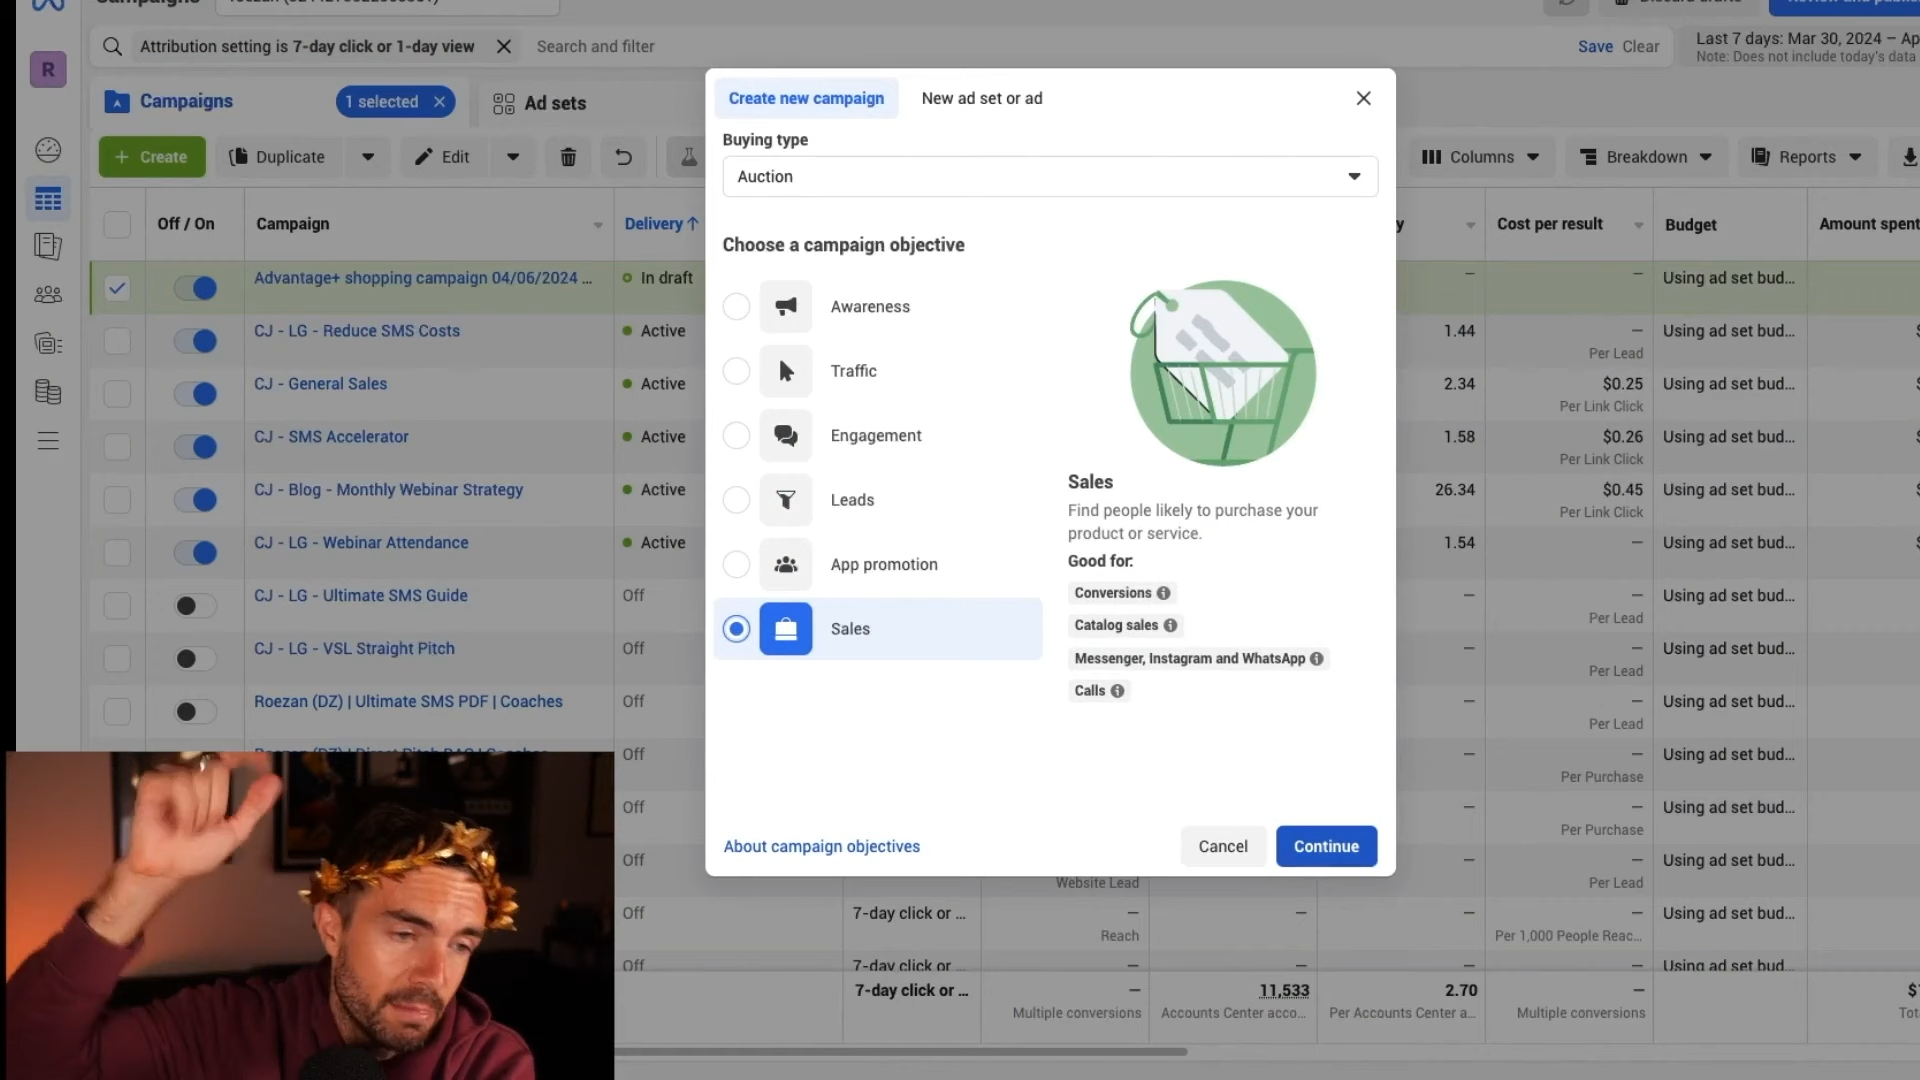 Campaigns
Attribution setting is 7-day click or 1-day view
Search and filter
Save Clear
Last 7 days: Mar 30, 2024 –
Note: Does not include today's data
R
Campaigns
1 selected
Ad sets
Create
Duplicate
Edit
Columns
Breakdown
Reports
Off / On
Campaign
Delivery
Cost per result
Budget
Amount spent
Advantage+ shopping campaign 04/06/2024 ...
In draft
—
—
Using ad set bud...
CJ - LG - Reduce SMS Costs
Active
1.44
—
Per Lead
Using ad set bud...
CJ - General Sales
Active
2.34
$0.25
Per Link Click
Using ad set bud...
CJ - SMS Accelerator
Active
1.58
$0.26
Per Link Click
Using ad set bud...
CJ - Blog - Monthly Webinar Strategy
Active
26.34
$0.45
Per Link Click
Using ad set bud...
CJ - LG - Webinar Attendance
Active
1.54
—
Using ad set bud...
CJ - LG - Ultimate SMS Guide
Off
—
—
Per Lead
Using ad set bud...
CJ - LG - VSL Straight Pitch
Off
—
—
Per Lead
Using ad set bud...
Roezan (DZ) | Ultimate SMS PDF | Coaches
Off
—
—
Per Lead
Using ad set bud...
Off
—
—
Per Purchase
Using ad set bud...
Off
—
—
Per Purchase
Using ad set bud...
Off
Website Lead
—
—
Per Lead
Using ad set bud...
Off
7-day click or ...
—
Reach
—
—
—
Per 1,000 People Reac...
Using ad set bud...
Off
7-day click or ...
—
—
—
—
Using ad set bud...
7-day click or ...
—
Multiple conversions
11,533
Accounts Center acco...
2.70
Per Accounts Center a...
—
Multiple conversions
Create new campaign
New ad set or ad
Buying type
Auction
Choose a campaign objective
Awareness
Traffic
Engagement
Leads
App promotion
Sales
Sales
Find people likely to purchase your
product or service.
Good for:
Conversions
Catalog sales
Messenger, Instagram and WhatsApp
Calls
About campaign objectives
Cancel
Continue